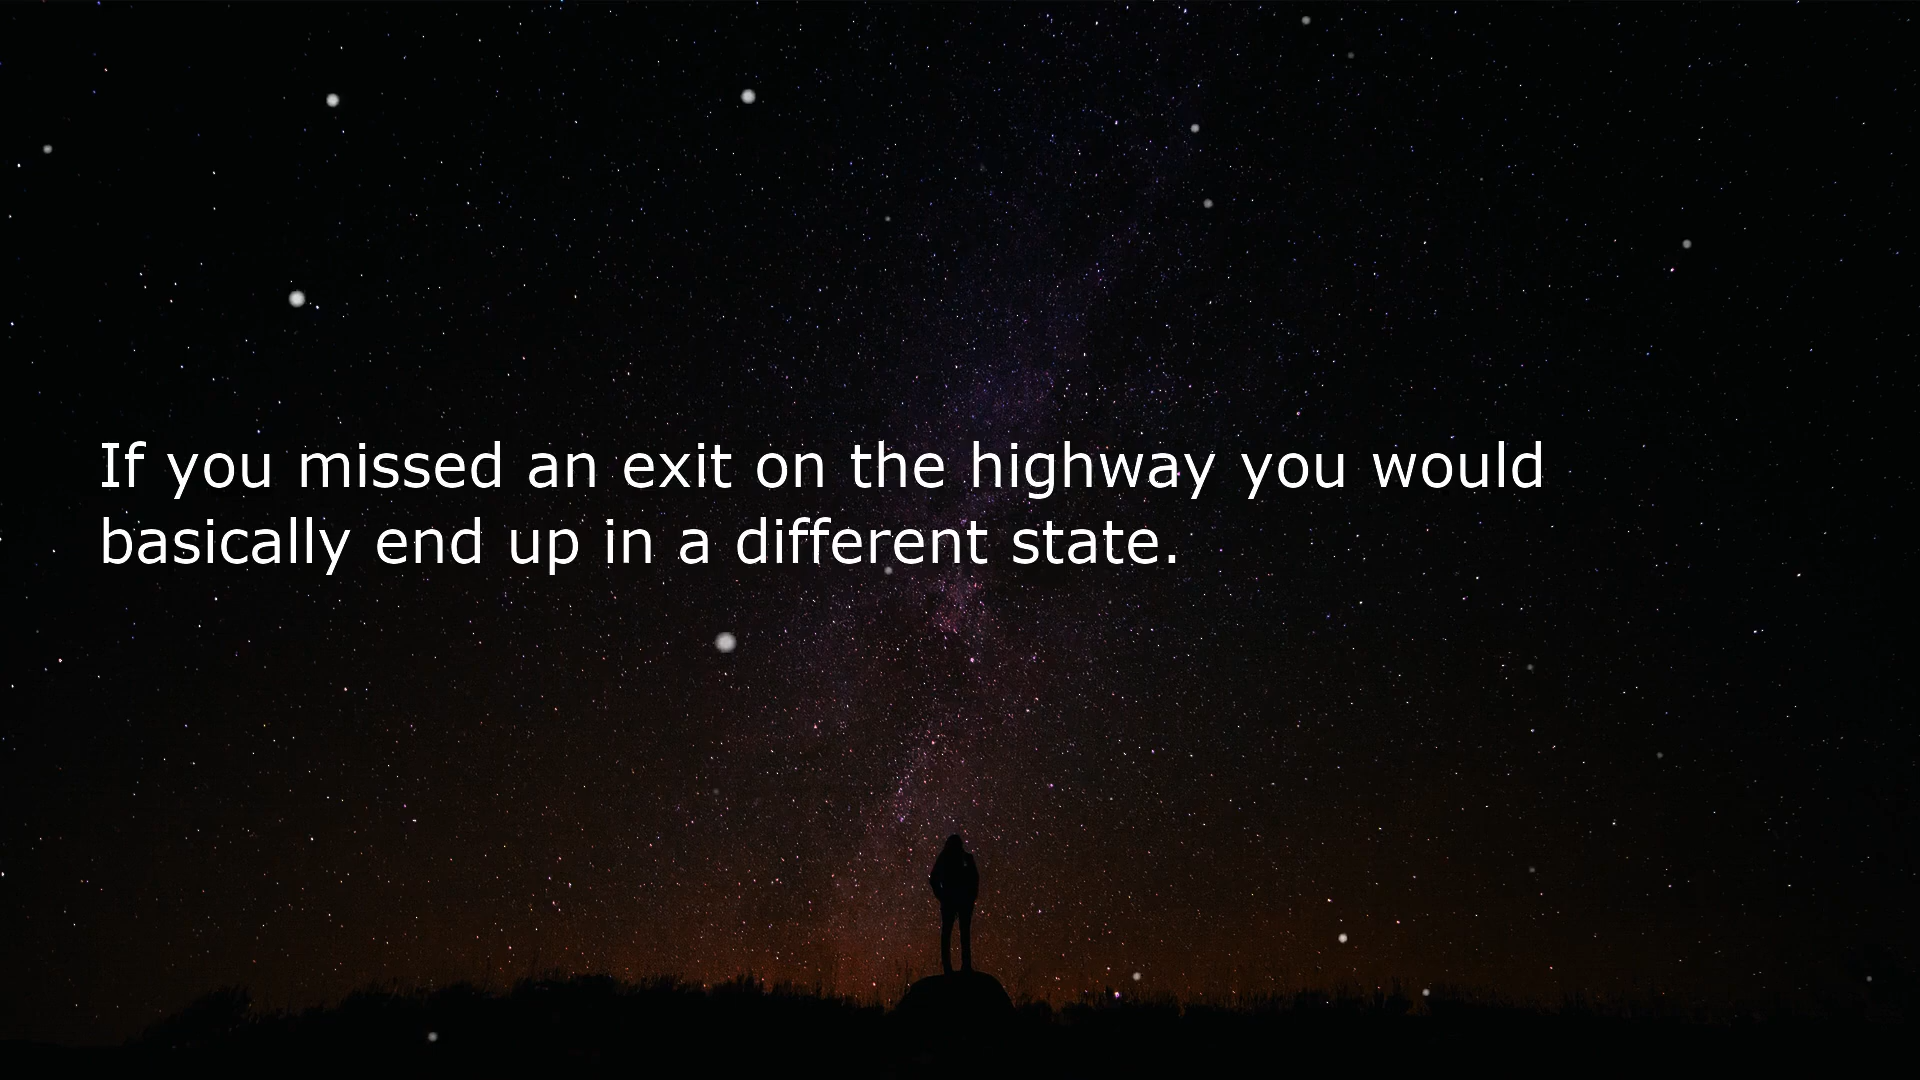 If you missed an exit on the highway you would
basically end up in a different state.